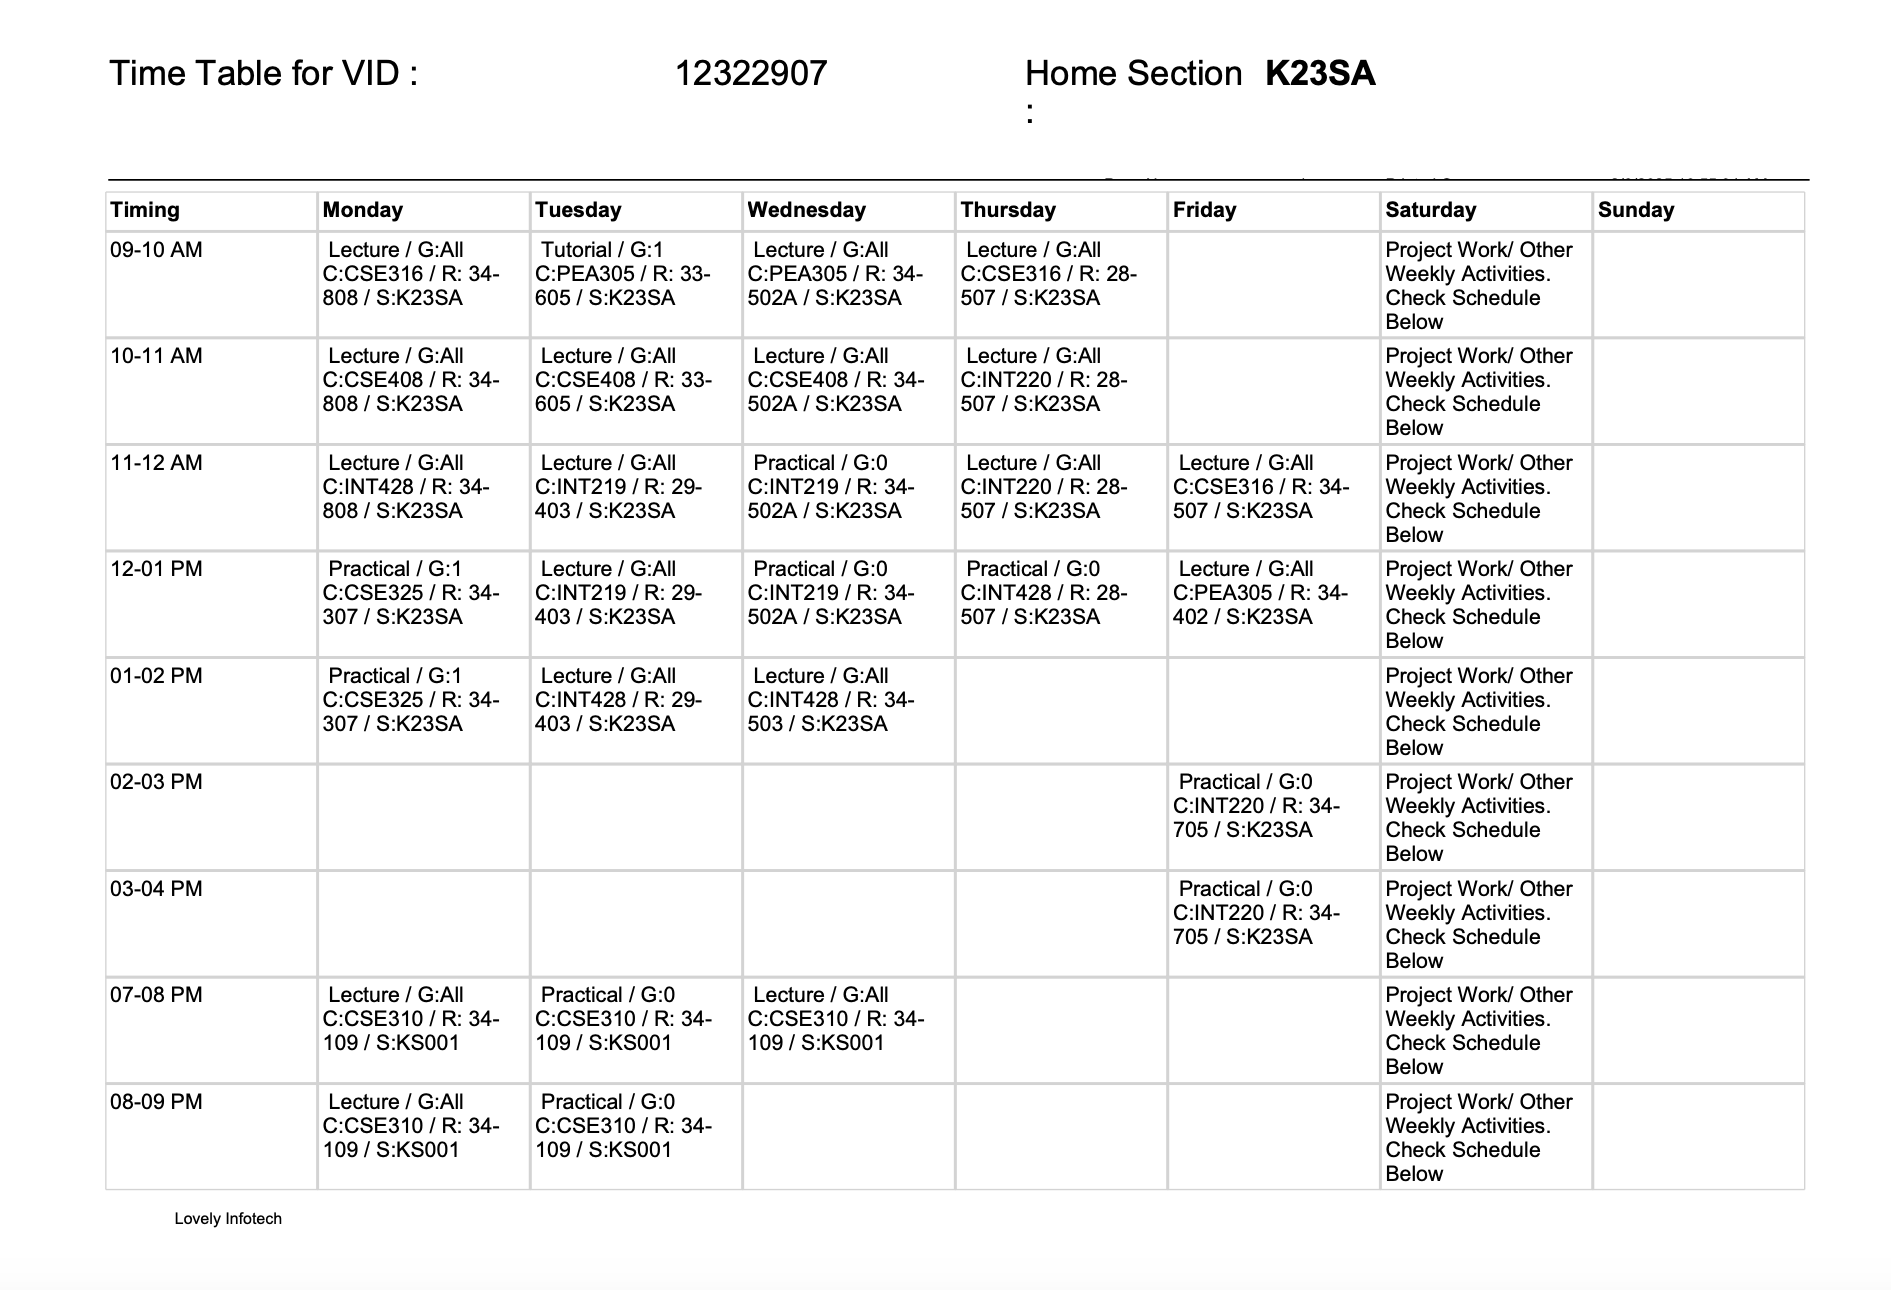 Time Table for VID : 12322907 Home Section K23SA
:
Timing Monday Tuesday Wednesday Thursday Friday Saturday Sunday
09-10 AM
Lecture / G:All
C:CSE316 / R: 34-
808 / S:K23SA
Tutorial / G:1
C:PEA305 / R: 33-
605 / S:K23SA
Lecture / G:All
C:PEA305 / R: 34-
502A / S:K23SA
Lecture / G:All
C:CSE316 / R: 28-
507 / S:K23SA
Project Work/ Other
Weekly Activities.
Check Schedule
Below
10-11 AM
Lecture / G:All
C:CSE408 / R: 34-
808 / S:K23SA
Lecture / G:All
C:CSE408 / R: 33-
605 / S:K23SA
Lecture / G:All
C:CSE408 / R: 34-
502A / S:K23SA
Lecture / G:All
C:INT220 / R: 28-
507 / S:K23SA
Project Work/ Other
Weekly Activities.
Check Schedule
Below
11-12 AM
Lecture / G:All
C:INT428 / R: 34-
808 / S:K23SA
Lecture / G:All
C:INT219 / R: 29-
403 / S:K23SA
Practical / G:0
C:INT219 / R: 34-
502A / S:K23SA
Lecture / G:All
C:INT220 / R: 28-
507 / S:K23SA
Lecture / G:All
C:CSE316 / R: 34-
507 / S:K23SA
Project Work/ Other
Weekly Activities.
Check Schedule
Below
12-01 PM
Practical / G:1
C:CSE325 / R: 34-
307 / S:K23SA
Lecture / G:All
C:INT219 / R: 29-
403 / S:K23SA
Practical / G:0
C:INT219 / R: 34-
502A / S:K23SA
Practical / G:0
C:INT428 / R: 28-
507 / S:K23SA
Lecture / G:All
C:PEA305 / R: 34-
402 / S:K23SA
Project Work/ Other
Weekly Activities.
Check Schedule
Below
01-02 PM
Practical / G:1
C:CSE325 / R: 34-
307 / S:K23SA
Lecture / G:All
C:INT428 / R: 29-
403 / S:K23SA
Lecture / G:All
C:INT428 / R: 34-
503 / S:K23SA
Project Work/ Other
Weekly Activities.
Check Schedule
Below
02-03 PM
Practical / G:0
C:INT220 / R: 34-
705 / S:K23SA
Project Work/ Other
Weekly Activities.
Check Schedule
Below
03-04 PM
Practical / G:0
C:INT220 / R: 34-
705 / S:K23SA
Project Work/ Other
Weekly Activities.
Check Schedule
Below
07-08 PM
Lecture / G:All
C:CSE310 / R: 34-
109 / S:KS001
Practical / G:0
C:CSE310 / R: 34-
109 / S:KS001
Lecture / G:All
C:CSE310 / R: 34-
109 / S:KS001
Project Work/ Other
Weekly Activities.
Check Schedule
Below
08-09 PM
Lecture / G:All
C:CSE310 / R: 34-
109 / S:KS001
Practical / G:0
C:CSE310 / R: 34-
109 / S:KS001
Project Work/ Other
Weekly Activities.
Check Schedule
Below
Lovely Infotech